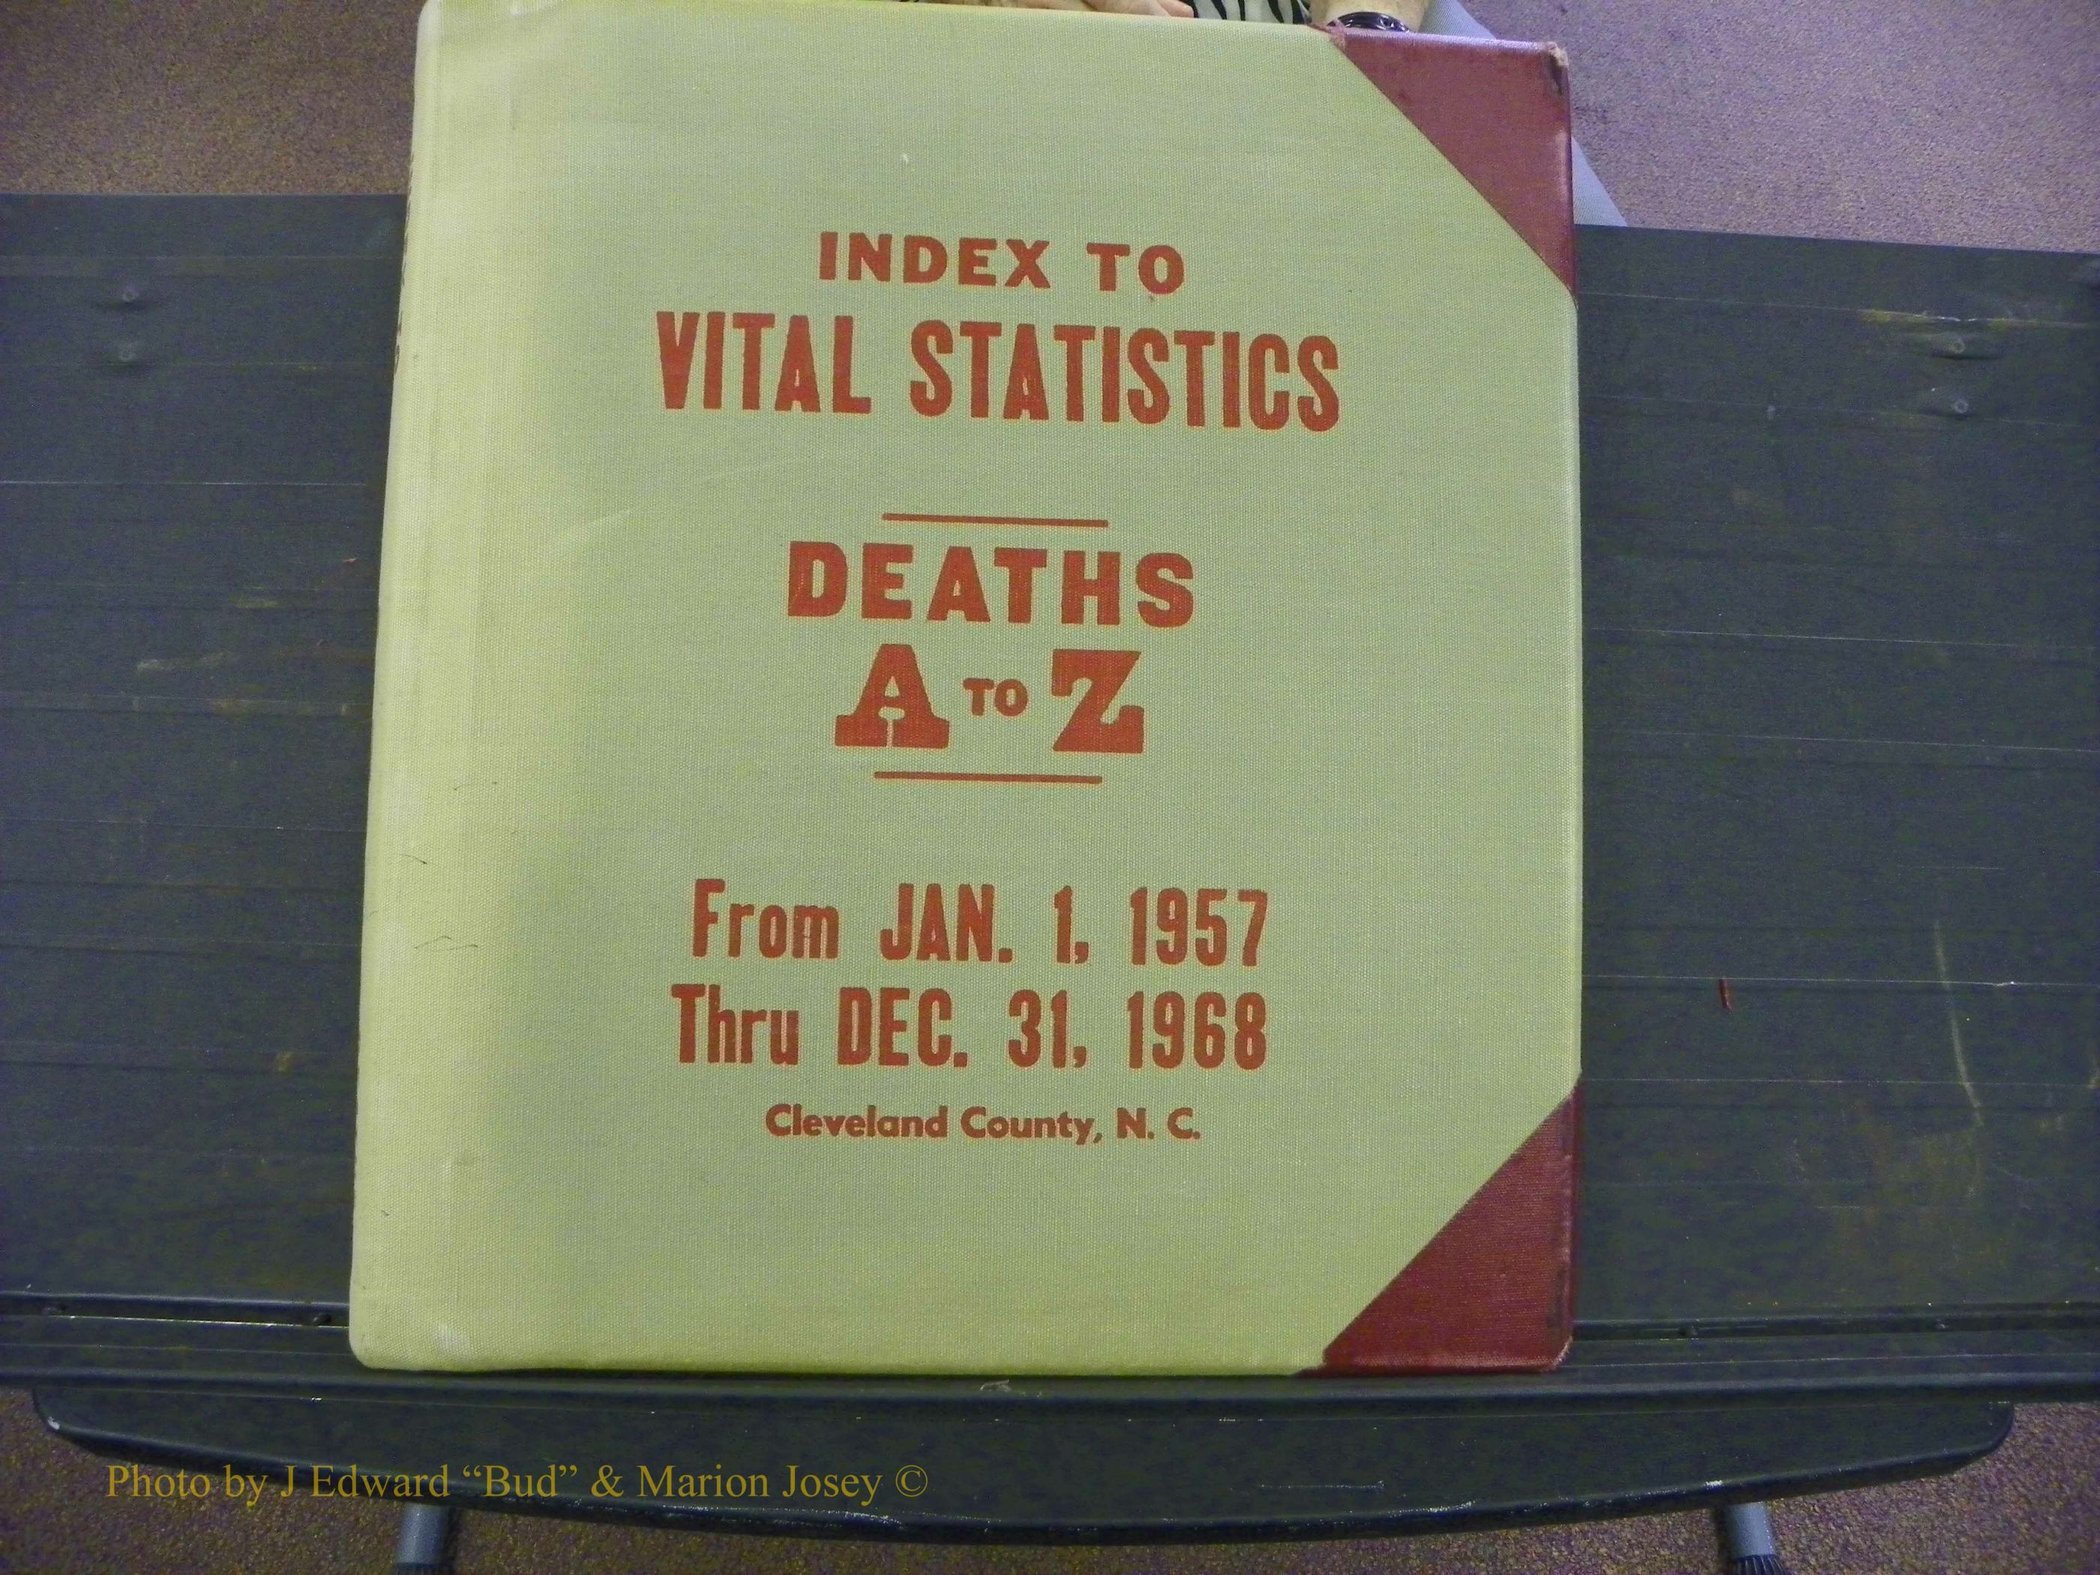 INDEX TO
VITAL STATISTICS
DEATHS
A TO Z
From JAN. 1, 1957
Thru DEC. 31, 1968
Cleveland County, N. C.
Photo by J Edward “Bud” & Marion Josey ©